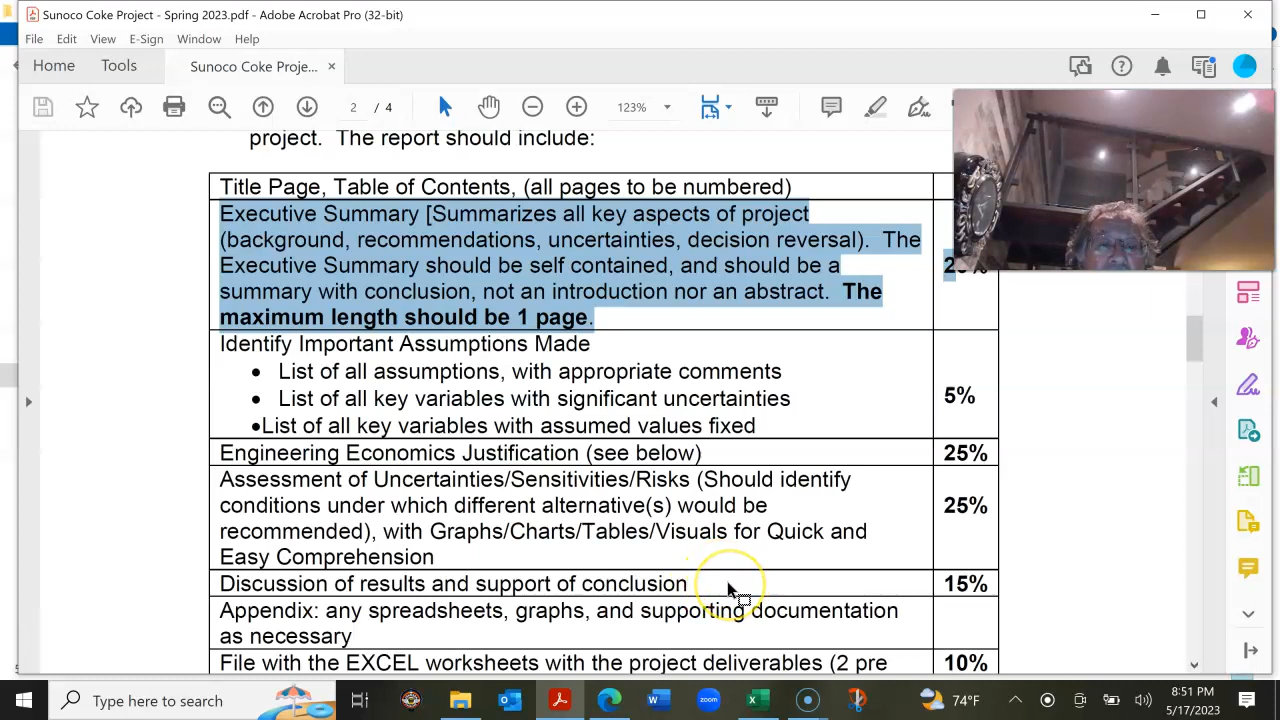 Sunoco Coke Project - Spring 2023.pdf - Adobe Acrobat Pro (32-bit)
File Edit View E-Sign Window Help
Home Tools Sunoco Coke Proje... ×
2 / 4 123%
project. The report should include:
Title Page, Table of Contents, (all pages to be numbered)
Executive Summary [Summarizes all key aspects of project
(background, recommendations, uncertainties, decision reversal). The
Executive Summary should be self contained, and should be a
summary with conclusion, not an introduction nor an abstract. The
maximum length should be 1 page.
20%
Identify Important Assumptions Made
• List of all assumptions, with appropriate comments
• List of all key variables with significant uncertainties
•List of all key variables with assumed values fixed
5%
Engineering Economics Justification (see below) 25%
Assessment of Uncertainties/Sensitivities/Risks (Should identify
conditions under which different alternative(s) would be
recommended), with Graphs/Charts/Tables/Visuals for Quick and
Easy Comprehension
25%
Discussion of results and support of conclusion 15%
Appendix: any spreadsheets, graphs, and supporting documentation
as necessary
File with the EXCEL worksheets with the project deliverables (2 pre 10%
Type here to search
zoom
74°F
8:51 PM
5/17/2023